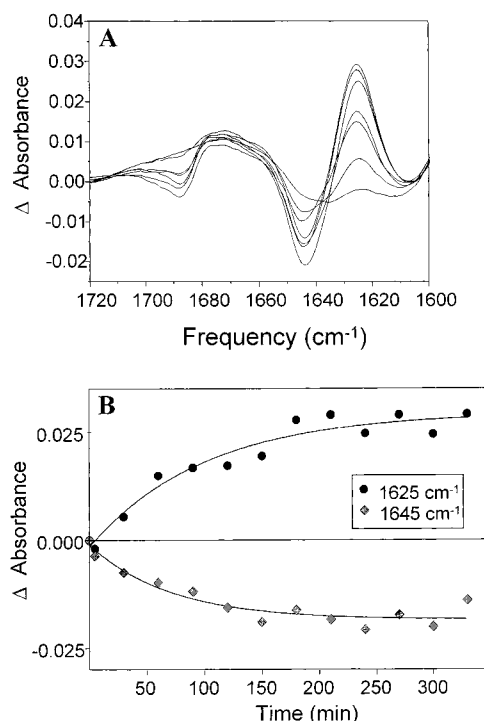 A
0.04
0.03
0.02
0.01
0.00
-0.01
-0.02
Δ Absorbance
1720 1700 1680 1660 1640 1620 1600
Frequency (cm-1)
B
0.025
0.000
-0.025
Δ Absorbance
1625 cm-1
1645 cm-1
50 100 150 200 250 300
Time (min)